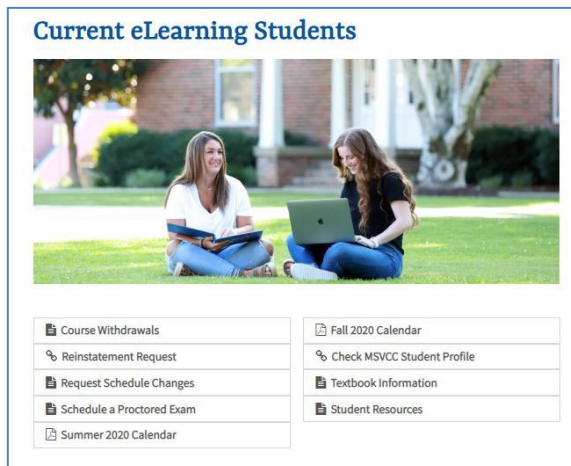 Current eLearning Students
Course Withdrawals
Reinstatement Request
Request Schedule Changes
Schedule a Proctored Exam
Summer 2020 Calendar
Fall 2020 Calendar
Check MSVCC Student Profile
Textbook Information
Student Resources